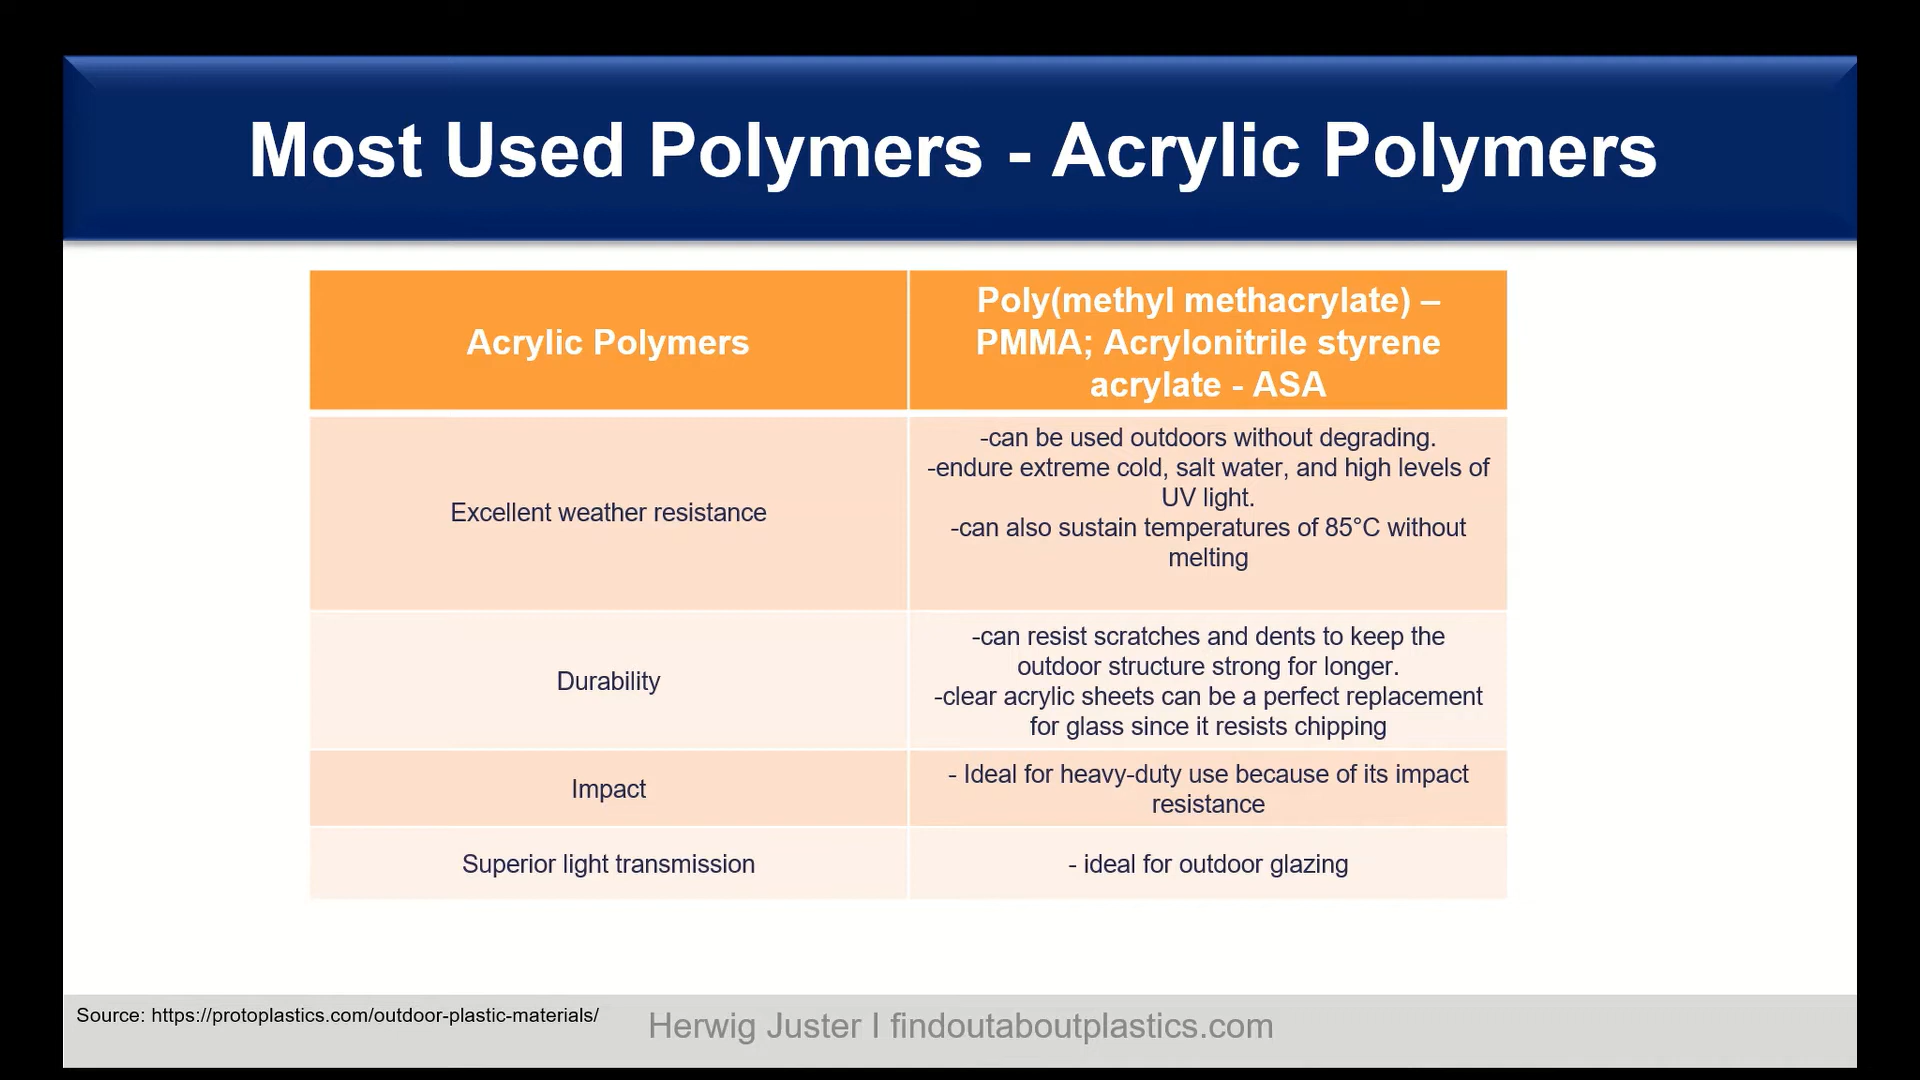 Most Used Polymers - Acrylic Polymers
Acrylic Polymers
Poly(methyl methacrylate) –
PMMA; Acrylonitrile styrene
acrylate - ASA
Excellent weather resistance
-can be used outdoors without degrading.
-endure extreme cold, salt water, and high levels of
UV light.
-can also sustain temperatures of 85°C without
melting
Durability
-can resist scratches and dents to keep the
outdoor structure strong for longer.
-clear acrylic sheets can be a perfect replacement
for glass since it resists chipping
Impact
- Ideal for heavy-duty use because of its impact
resistance
Superior light transmission
- ideal for outdoor glazing
Source: https://protoplastics.com/outdoor-plastic-materials/
Herwig Juster I findoutaboutplastics.com